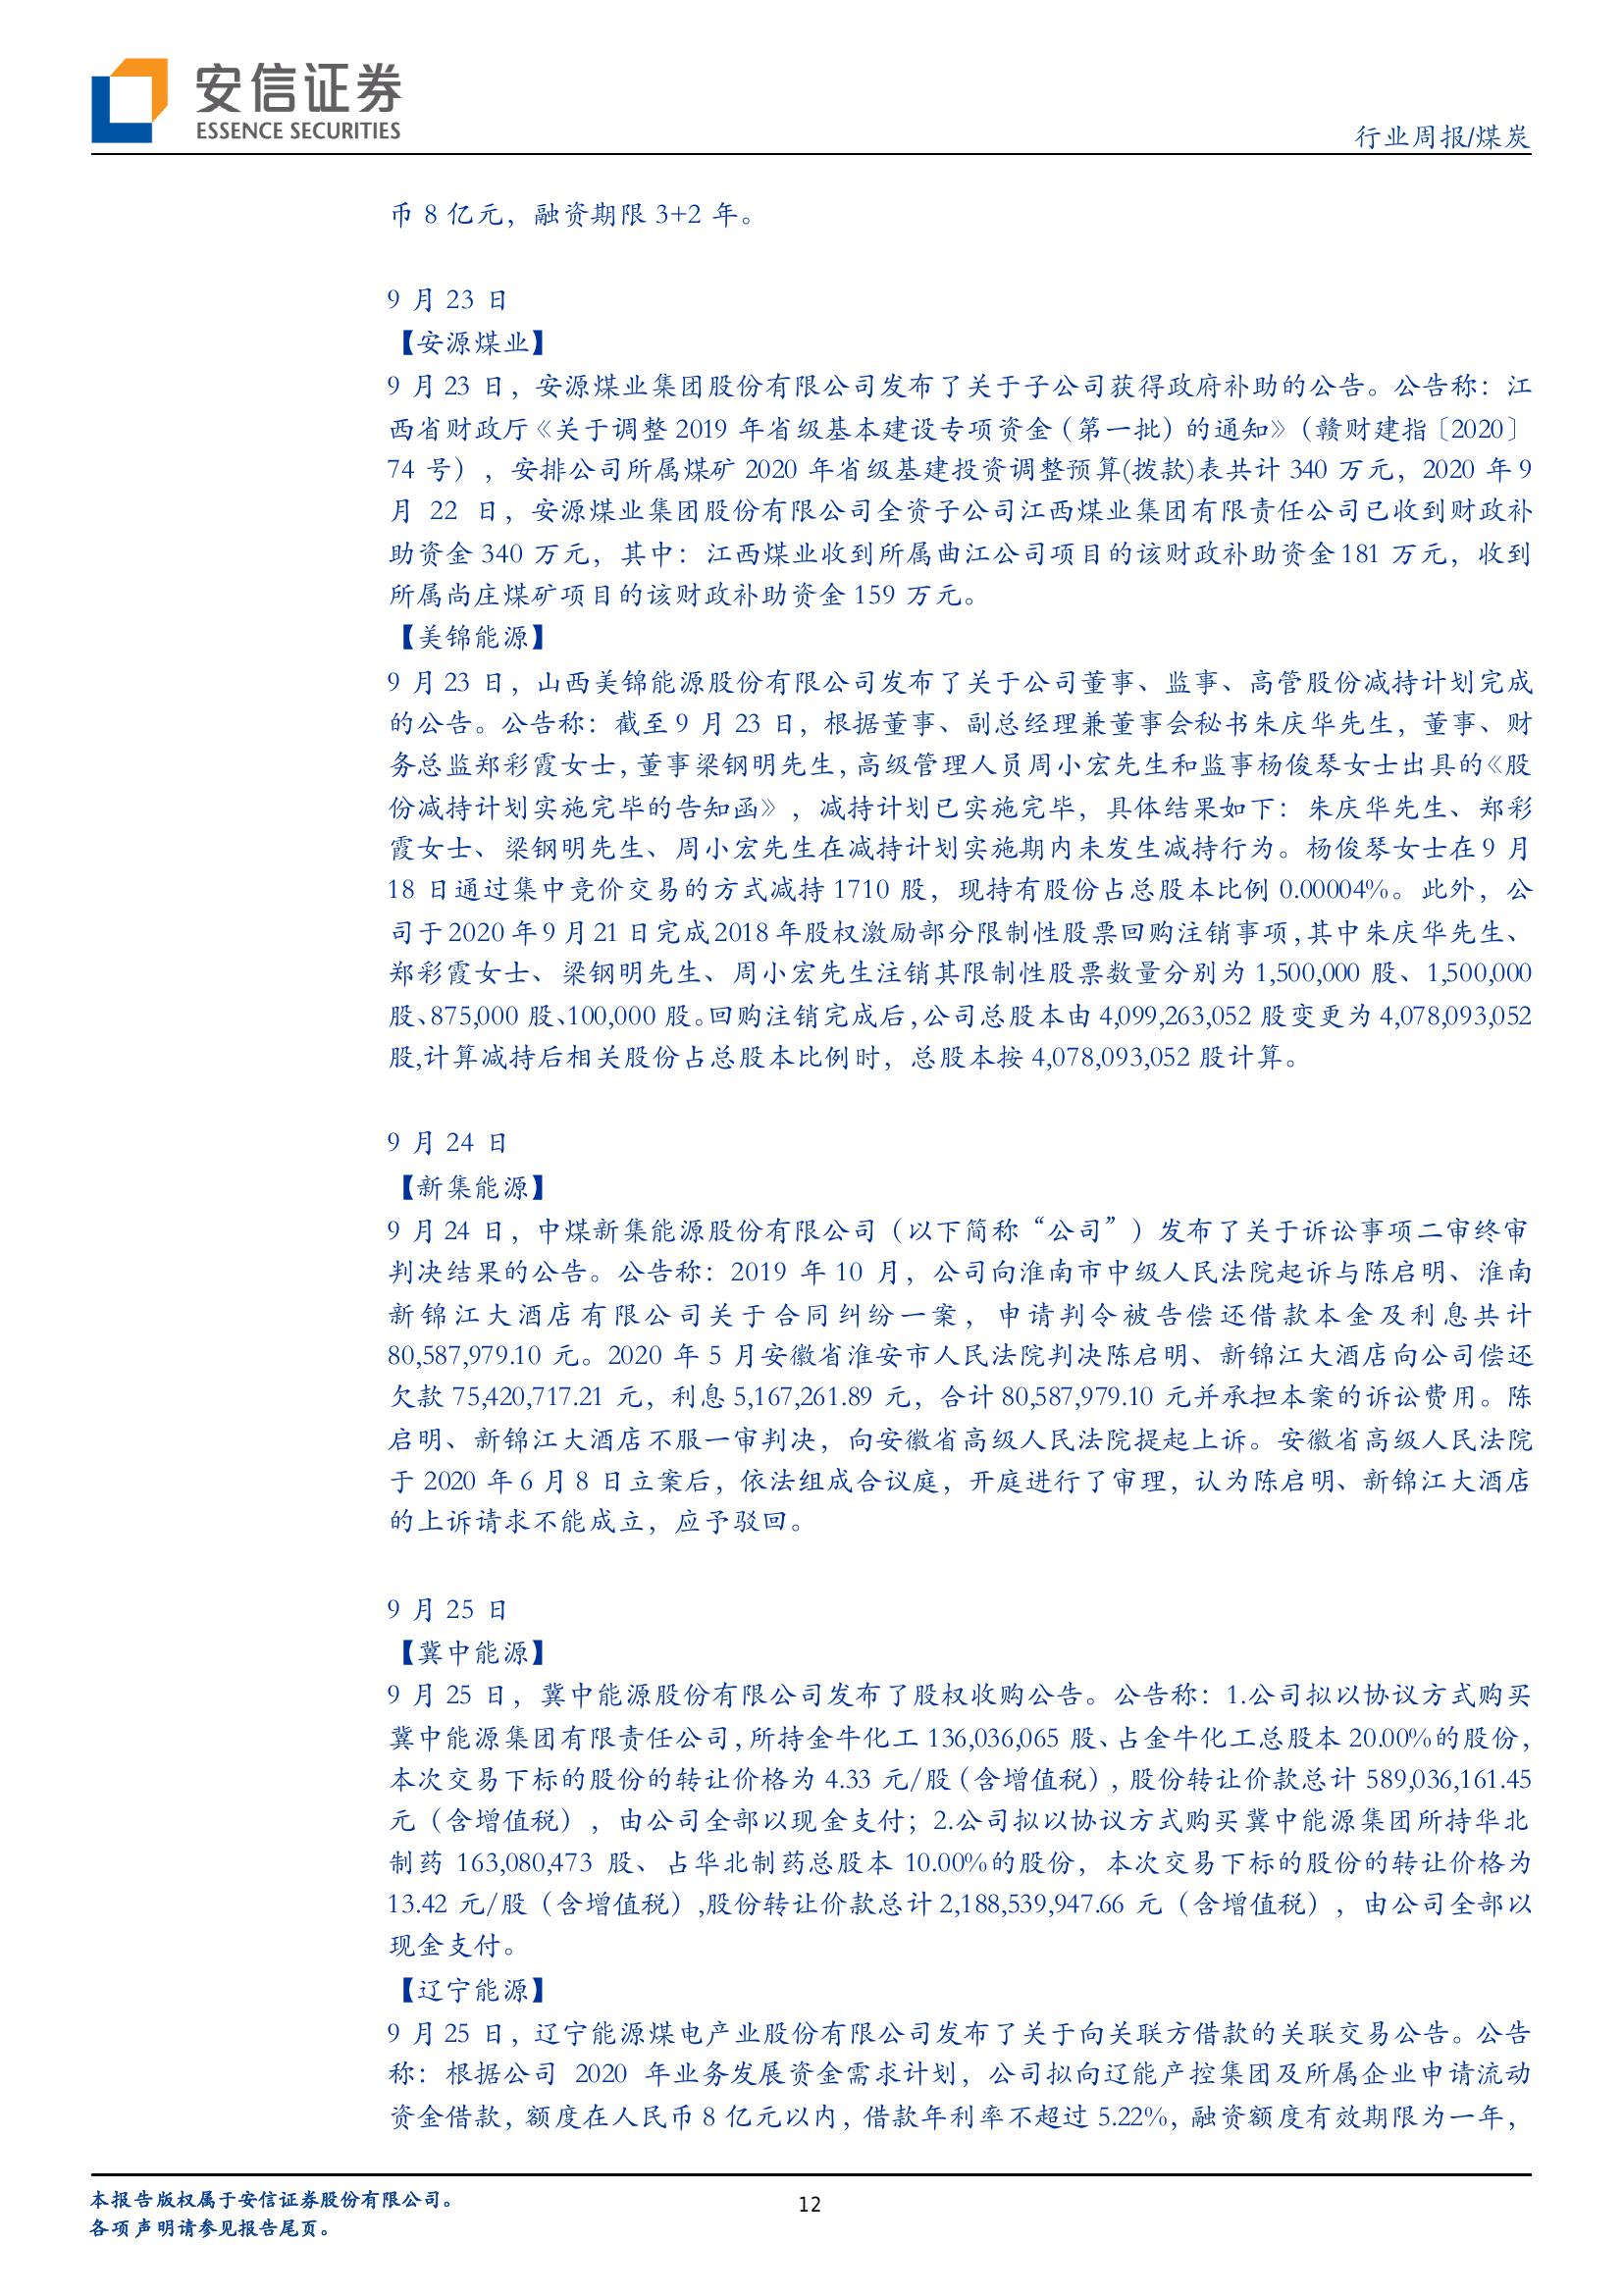 安信证券
ESSENCE SECURITIES
行业周报/煤炭
币 8 亿元，融资期限 3+2 年。
9 月 23 日
【安源煤业】
9 月 23 日，安源煤业集团股份有限公司发布了关于子公司获得政府补助的公告。公告称：江
西省财政厅《关于调整 2019 年省级基本建设专项资金（第一批）的通知》（赣财建指〔2020〕
74 号），安排公司所属煤矿 2020 年省级基建投资调整预算(拨款)表共计 340 万元，2020 年 9
月 22 日，安源煤业集团股份有限公司全资子公司江西煤业集团有限责任公司已收到财政补
助资金 340 万元，其中：江西煤业收到所属曲江公司项目的该财政补助资金 181 万元，收到
所属尚庄煤矿项目的该财政补助资金 159 万元。
【美锦能源】
9 月 23 日，山西美锦能源股份有限公司发布了关于公司董事、监事、高管股份减持计划完成
的公告。公告称：截至 9 月 23 日，根据董事、副总经理兼董事会秘书朱庆华先生，董事、财
务总监郑彩霞女士，董事梁钢明先生，高级管理人员周小宏先生和监事杨俊琴女士出具的《股
份减持计划实施完毕的告知函》，减持计划已实施完毕，具体结果如下：朱庆华先生、郑彩
霞女士、梁钢明先生、周小宏先生在减持计划实施期内未发生减持行为。杨俊琴女士在 9 月
18 日通过集中竞价交易的方式减持 1710 股，现持有股份占总股本比例 0.00004%。此外，公
司于 2020 年 9 月 21 日完成 2018 年股权激励部分限制性股票回购注销事项，其中朱庆华先生、
郑彩霞女士、梁钢明先生、周小宏先生注销其限制性股票数量分别为 1,500,000 股、1,500,000
股、875,000 股、100,000 股。回购注销完成后，公司总股本由 4,099,263,052 股变更为 4,078,093,052
股,计算减持后相关股份占总股本比例时，总股本按 4,078,093,052 股计算。
9 月 24 日
【新集能源】
9 月 24 日，中煤新集能源股份有限公司（以下简称“公司”）发布了关于诉讼事项二审终审
判决结果的公告。公告称：2019 年 10 月，公司向淮南市中级人民法院起诉与陈启明、淮南
新锦江大酒店有限公司关于合同纠纷一案，申请判令被告偿还借款本金及利息共计
80,587,979.10 元。2020 年 5 月安徽省淮安市人民法院判决陈启明、新锦江大酒店向公司偿还
欠款 75,420,717.21 元，利息 5,167,261.89 元，合计 80,587,979.10 元并承担本案的诉讼费用。陈
启明、新锦江大酒店不服一审判决，向安徽省高级人民法院提起上诉。安徽省高级人民法院
于 2020 年 6 月 8 日立案后，依法组成合议庭，开庭进行了审理，认为陈启明、新锦江大酒店
的上诉请求不能成立，应予驳回。
9 月 25 日
【冀中能源】
9 月 25 日，冀中能源股份有限公司发布了股权收购公告。公告称：1.公司拟以协议方式购买
冀中能源集团有限责任公司，所持金牛化工 136,036,065 股、占金牛化工总股本 20.00%的股份，
本次交易下标的股份的转让价格为 4.33 元/股（含增值税），股份转让价款总计 589,036,161.45
元（含增值税），由公司全部以现金支付；2.公司拟以协议方式购买冀中能源集团所持华北
制药 163,080,473 股、占华北制药总股本 10.00%的股份，本次交易下标的股份的转让价格为
13.42 元/股（含增值税）,股份转让价款总计 2,188,539,947.66 元（含增值税），由公司全部以
现金支付。
【辽宁能源】
9 月 25 日，辽宁能源煤电产业股份有限公司发布了关于向关联方借款的关联交易公告。公告
称：根据公司 2020 年业务发展资金需求计划，公司拟向辽能产控集团及所属企业申请流动
资金借款，额度在人民币 8 亿元以内，借款年利率不超过 5.22%，融资额度有效期限为一年，
本报告版权属于安信证券股份有限公司。
12
各项声明请参见报告尾页。